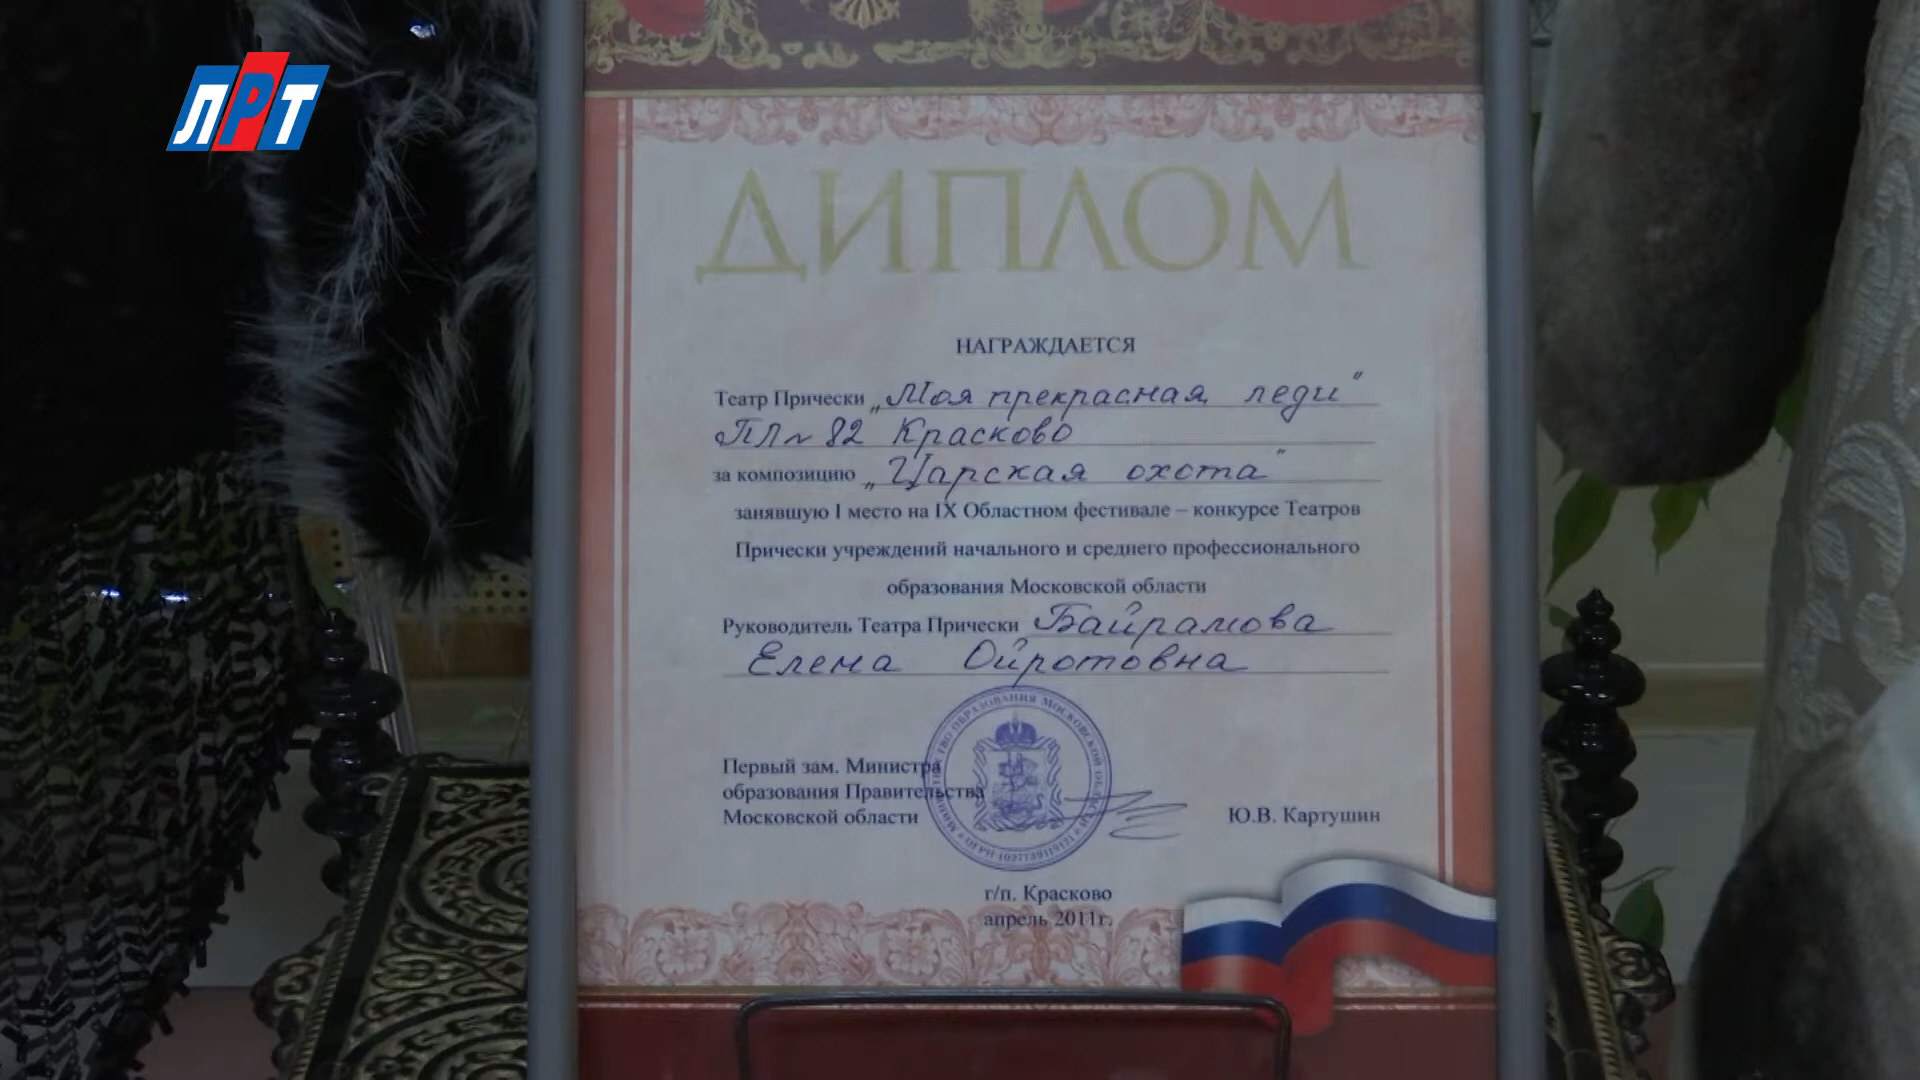 ЛРТ
ДИПЛОМ
НАГРАЖДАЕТСЯ
Театр Прически „Моя прекрасная леди"
ПЛ № 82 Красково
за композицию „Царская охота"
занявшую I место на IX Областном фестивале – конкурсе Театров
Прически учреждений начального и среднего профессионального
образования Московской области
Руководитель Театра Прически Байрамова
Елена Ойротовна
Первый зам. Министра
образования Правительства
Московской области
Ю.В. Картушин
г/п. Красково
апрель 2011г.